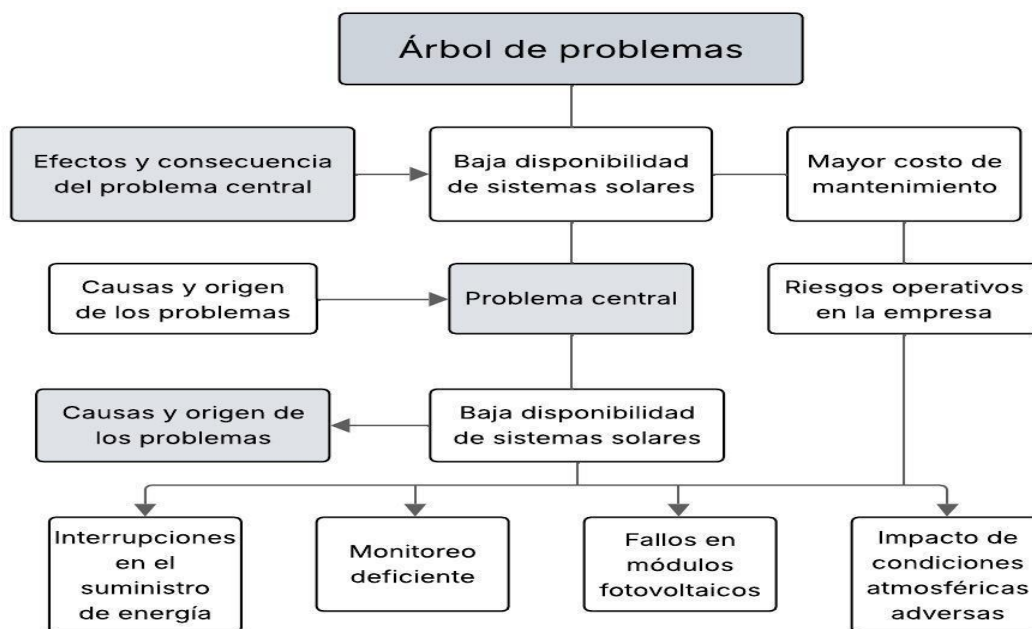 Árbol de problemas
Efectos y consecuencia
del problema central
Baja disponibilidad
de sistemas solares
Mayor costo de
mantenimiento
Causas y origen
de los problemas
Problema central
Riesgos operativos
en la empresa
Causas y origen de
los problemas
Baja disponibilidad
de sistemas solares
Interrupciones
en el
suministro
de energía
Monitoreo
deficiente
Fallos en
módulos
fotovoltaicos
Impacto de
condiciones
atmosféricas
adversas